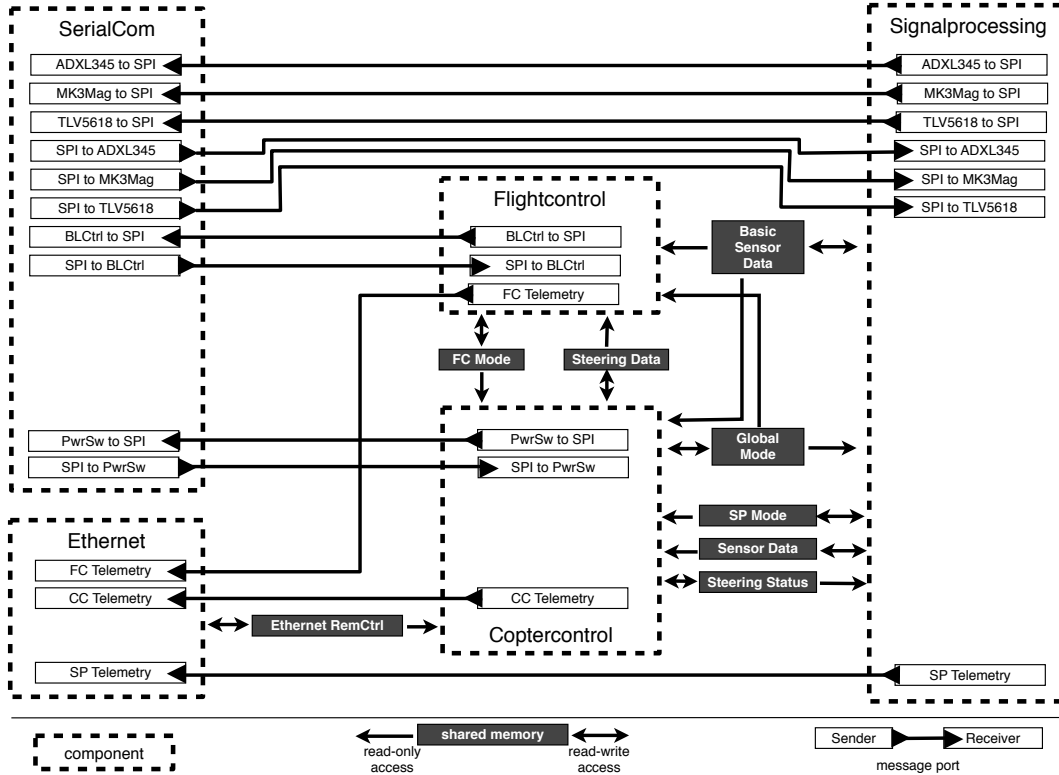 SerialCom
ADXL345 to SPI
MK3Mag to SPI
TLV5618 to SPI
SPI to ADXL345
SPI to MK3Mag
SPI to TLV5618
BLCtrl to SPI
SPI to BLCtrl
PwrSw to SPI
SPI to PwrSw
Signalprocessing
ADXL345 to SPI
MK3Mag to SPI
TLV5618 to SPI
SPI to ADXL345
SPI to MK3Mag
SPI to TLV5618
SP Telemetry
Flightcontrol
BLCtrl to SPI
SPI to BLCtrl
FC Telemetry
Basic
Sensor
Data
FC Mode
Steering Data
PwrSw to SPI
SPI to PwrSw
CC Telemetry
Coptercontrol
Global
Mode
SP Mode
Sensor Data
Steering Status
Ethernet
FC Telemetry
CC Telemetry
SP Telemetry
Ethernet RemCtrl
component
shared memory
read-only
access
read-write
access
Sender
Receiver
message port